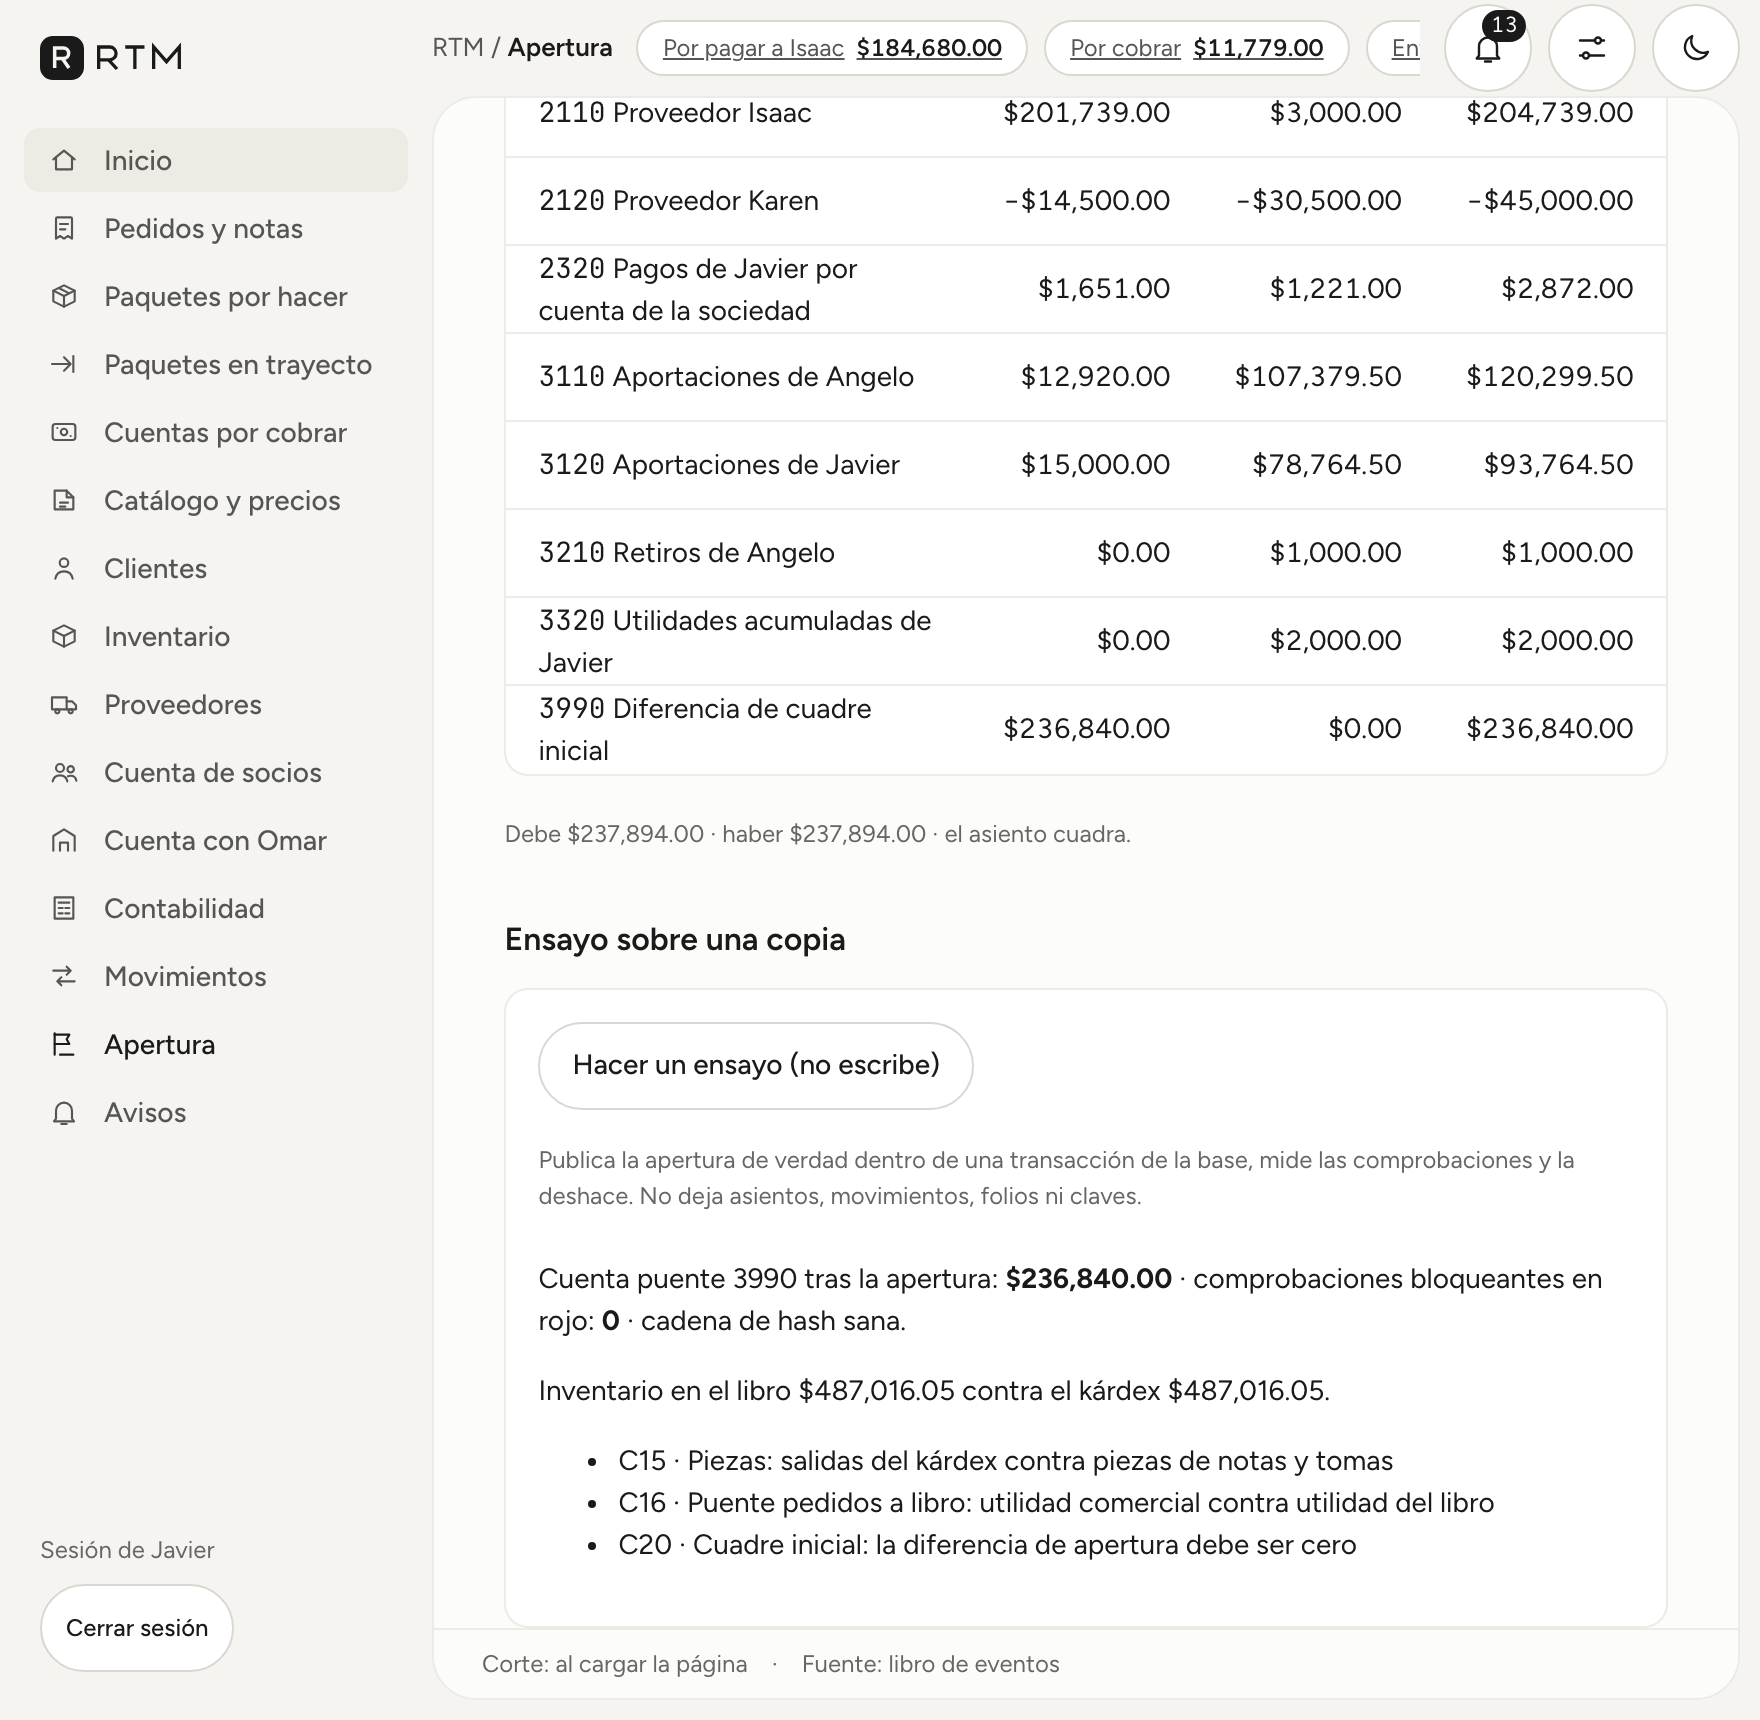 R RTM
RTM / Apertura
Por pagar a Isaac $184,680.00
Por cobrar $11,779.00
En
13
Inicio
Pedidos y notas
Paquetes por hacer
Paquetes en trayecto
Cuentas por cobrar
Catálogo y precios
Clientes
Inventario
Proveedores
Cuenta de socios
Cuenta con Omar
Contabilidad
Movimientos
Apertura
Avisos
Sesión de Javier
Cerrar sesión
2110 Proveedor Isaac $201,739.00 $3,000.00 $204,739.00
2120 Proveedor Karen -$14,500.00 -$30,500.00 -$45,000.00
2320 Pagos de Javier por
cuenta de la sociedad $1,651.00 $1,221.00 $2,872.00
3110 Aportaciones de Angelo $12,920.00 $107,379.50 $120,299.50
3120 Aportaciones de Javier $15,000.00 $78,764.50 $93,764.50
3210 Retiros de Angelo $0.00 $1,000.00 $1,000.00
3320 Utilidades acumuladas de
Javier $0.00 $2,000.00 $2,000.00
3990 Diferencia de cuadre
inicial $236,840.00 $0.00 $236,840.00
Debe $237,894.00 · haber $237,894.00 · el asiento cuadra.
Ensayo sobre una copia
Hacer un ensayo (no escribe)
Publica la apertura de verdad dentro de una transacción de la base, mide las comprobaciones y la
deshace. No deja asientos, movimientos, folios ni claves.
Cuenta puente 3990 tras la apertura: $236,840.00 · comprobaciones bloqueantes en
rojo: 0 · cadena de hash sana.
Inventario en el libro $487,016.05 contra el kárdex $487,016.05.
• C15 · Piezas: salidas del kárdex contra piezas de notas y tomas
• C16 · Puente pedidos a libro: utilidad comercial contra utilidad del libro
• C20 · Cuadre inicial: la diferencia de apertura debe ser cero
Corte: al cargar la página · Fuente: libro de eventos